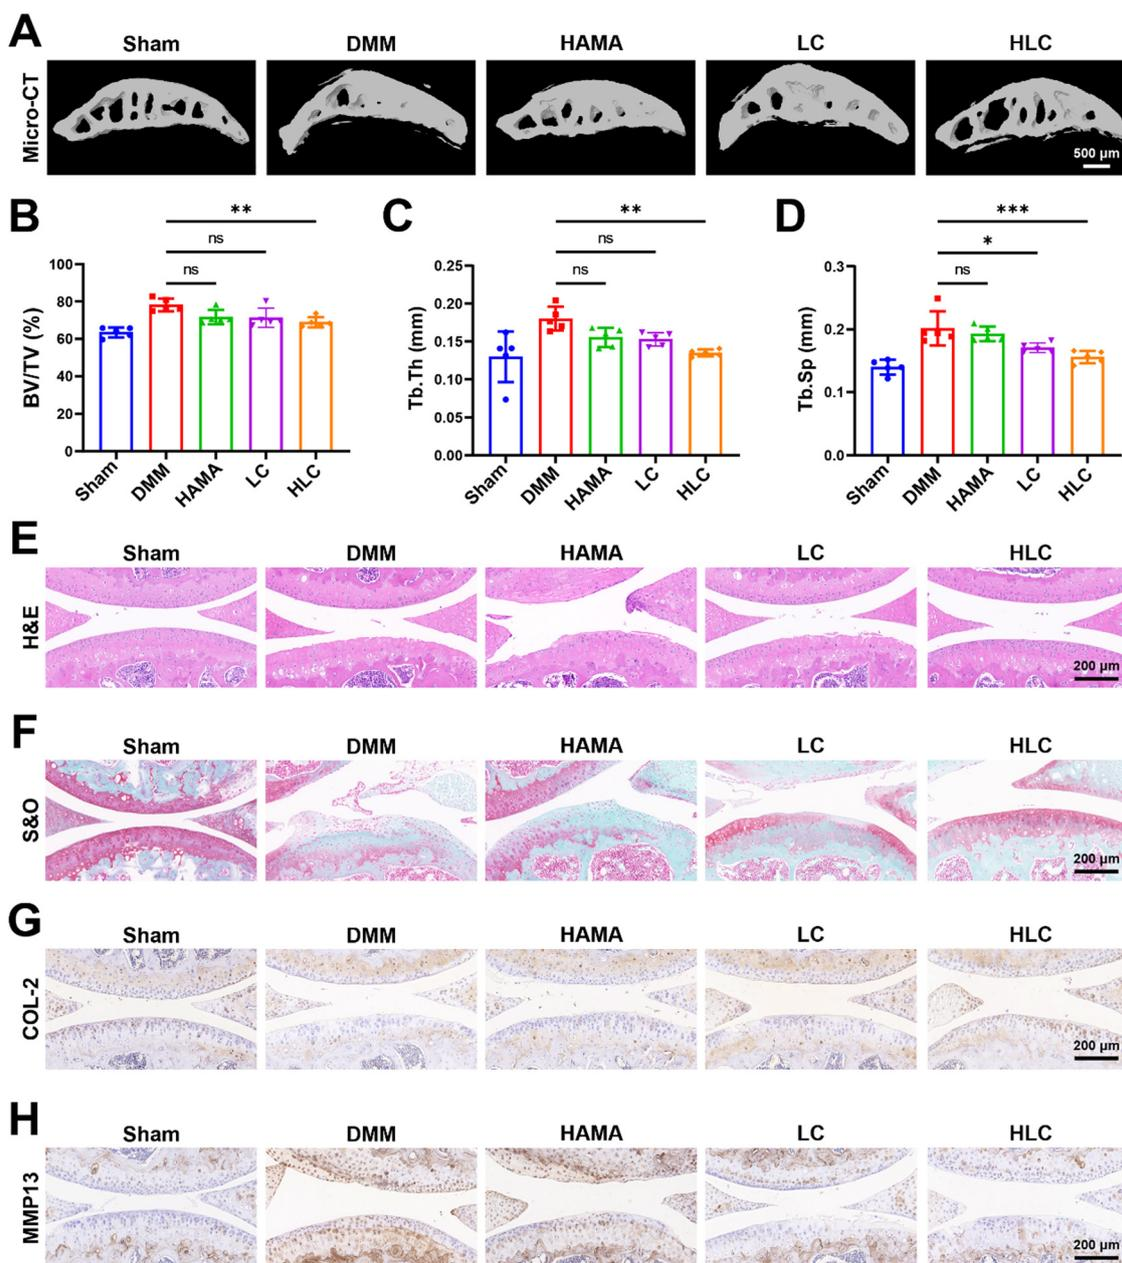 A
Sham DMM HAMA LC HLC
Micro-CT
500 µm
B
**
ns
ns
BV/TV (%)
100
80
60
40
20
0
Sham DMM HAMA LC HLC
C
**
ns
ns
Tb.Th (mm)
0.25
0.20
0.15
0.10
0.05
0.00
Sham DMM HAMA LC HLC
D
***
*
ns
Tb.Sp (mm)
0.3
0.2
0.1
0.0
Sham DMM HAMA LC HLC
E
Sham DMM HAMA LC HLC
H&E
200 µm
F
Sham DMM HAMA LC HLC
S&O
200 µm
G
Sham DMM HAMA LC HLC
COL-2
200 µm
H
Sham DMM HAMA LC HLC
MMP13
200 µm